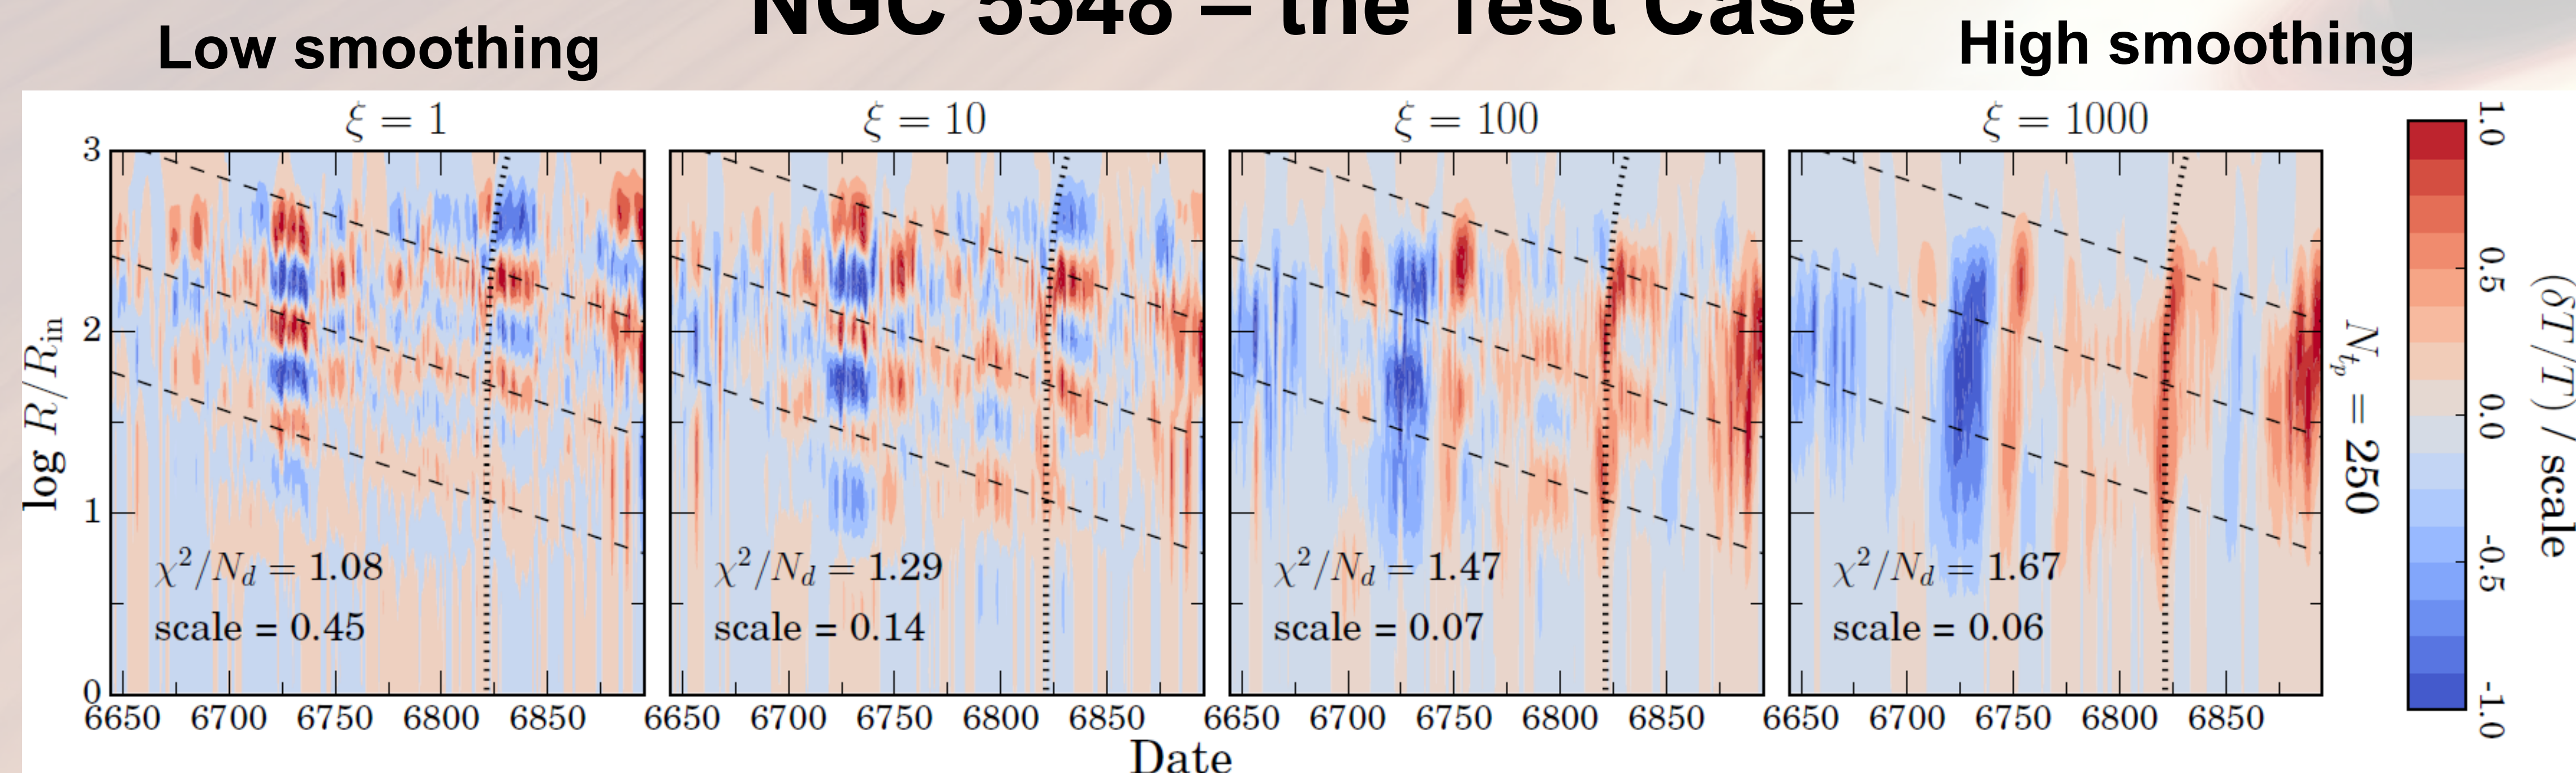 NGC 5548 – the Test Case
Low smoothing
High smoothing
ξ = 1
ξ = 10
ξ = 100
ξ = 1000
log R/R_in
3
2
1
0
χ²/N_d = 1.08
scale = 0.45
χ²/N_d = 1.29
scale = 0.14
χ²/N_d = 1.47
scale = 0.07
χ²/N_d = 1.67
scale = 0.06
6650 6700 6750 6800 6850
6650 6700 6750 6800 6850
6650 6700 6750 6800 6850
6650 6700 6750 6800 6850
Date
N_{t_p} = 250
1.0
0.5
0.0
-0.5
-1.0
(δT/T) / scale